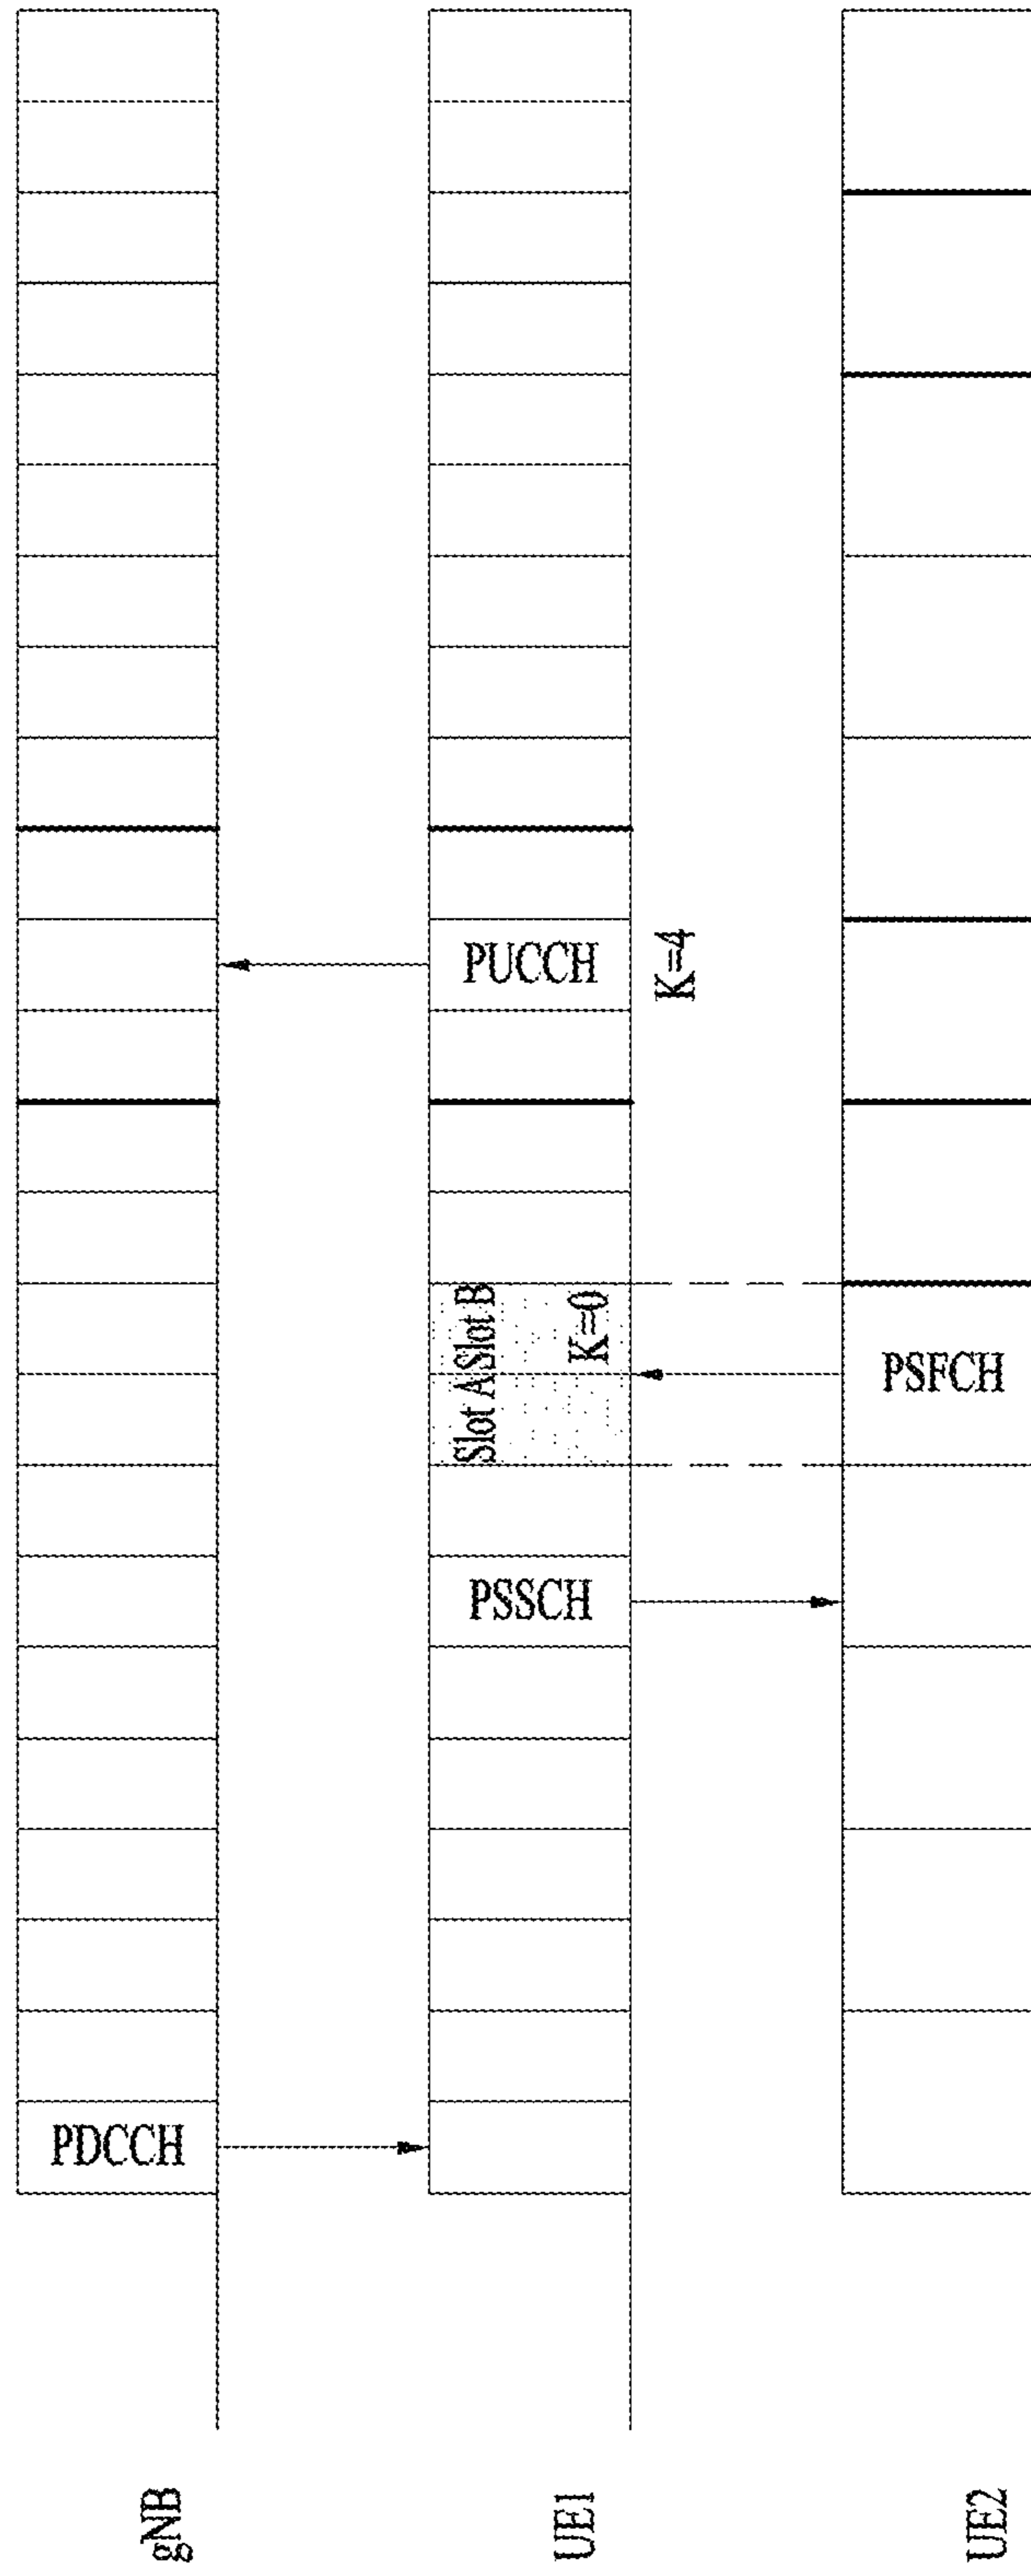 gNB
PDCCH
UE1
PSSCH
Slot A
Slot B
K=0
PUCCH
K=4
UE2
PSFCH